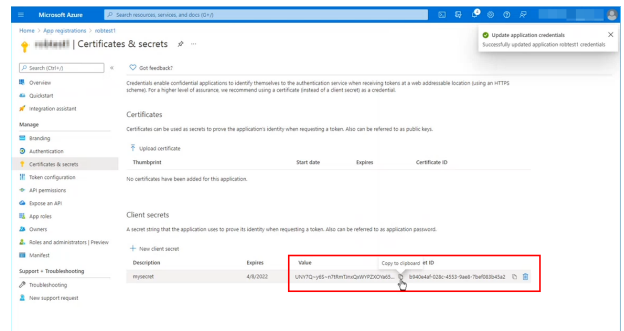 Microsoft Azure
Search resources, services, and docs (G+/)
Home > App registrations > robtest1
Update application credentials
Successfully updated application robtest1 credentials
| Certificates & secrets
Search (Ctrl+/)
Got feedback?
Overview
Quickstart
Integration assistant
Manage
Branding
Authentication
Certificates & secrets
Token configuration
API permissions
Expose an API
App roles
Owners
Roles and administrators | Preview
Manifest
Support + Troubleshooting
Troubleshooting
New support request
Credentials enable confidential applications to identify themselves to the authentication service when receiving tokens at a web addressable location (using an HTTPS
scheme). For a higher level of assurance, we recommend using a certificate (instead of a client secret) as a credential.
Certificates
Certificates can be used as secrets to prove the application's identity when requesting a token. Also can be referred to as public keys.
Upload certificate
Thumbprint Start date Expires Certificate ID
No certificates have been added for this application.
Client secrets
A secret string that the application uses to prove its identity when requesting a token. Also can be referred to as application password.
New client secret
Description Expires Value Copy to clipboard et ID
mysecret 4/8/2022